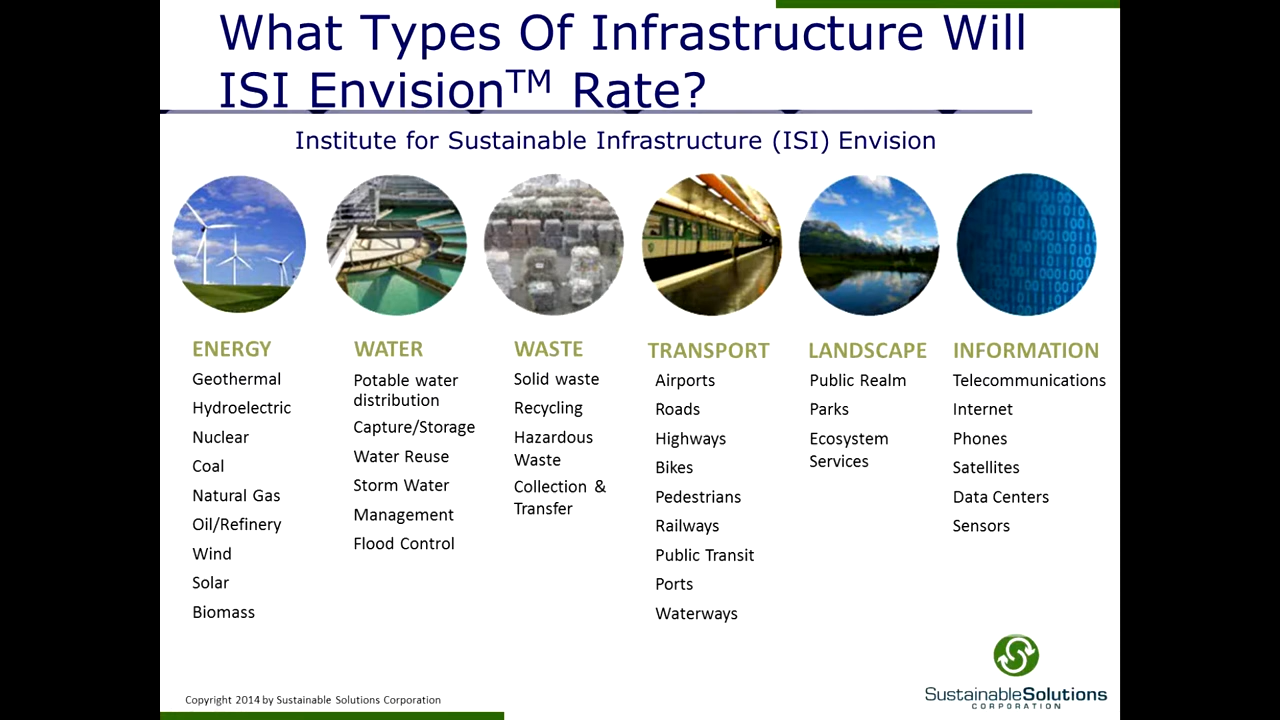 What Types Of Infrastructure Will
ISI Envision™ Rate?
Institute for Sustainable Infrastructure (ISI) Envision
ENERGY
Geothermal
Hydroelectric
Nuclear
Coal
Natural Gas
Oil/Refinery
Wind
Solar
Biomass
WATER
Potable water
distribution
Capture/Storage
Water Reuse
Storm Water
Management
Flood Control
WASTE
Solid waste
Recycling
Hazardous
Waste
Collection &
Transfer
TRANSPORT
Airports
Roads
Highways
Bikes
Pedestrians
Railways
Public Transit
Ports
Waterways
LANDSCAPE
Public Realm
Parks
Ecosystem
Services
INFORMATION
Telecommunications
Internet
Phones
Satellites
Data Centers
Sensors
Copyright 2014 by Sustainable Solutions Corporation
SustainableSolutions
CORPORATION